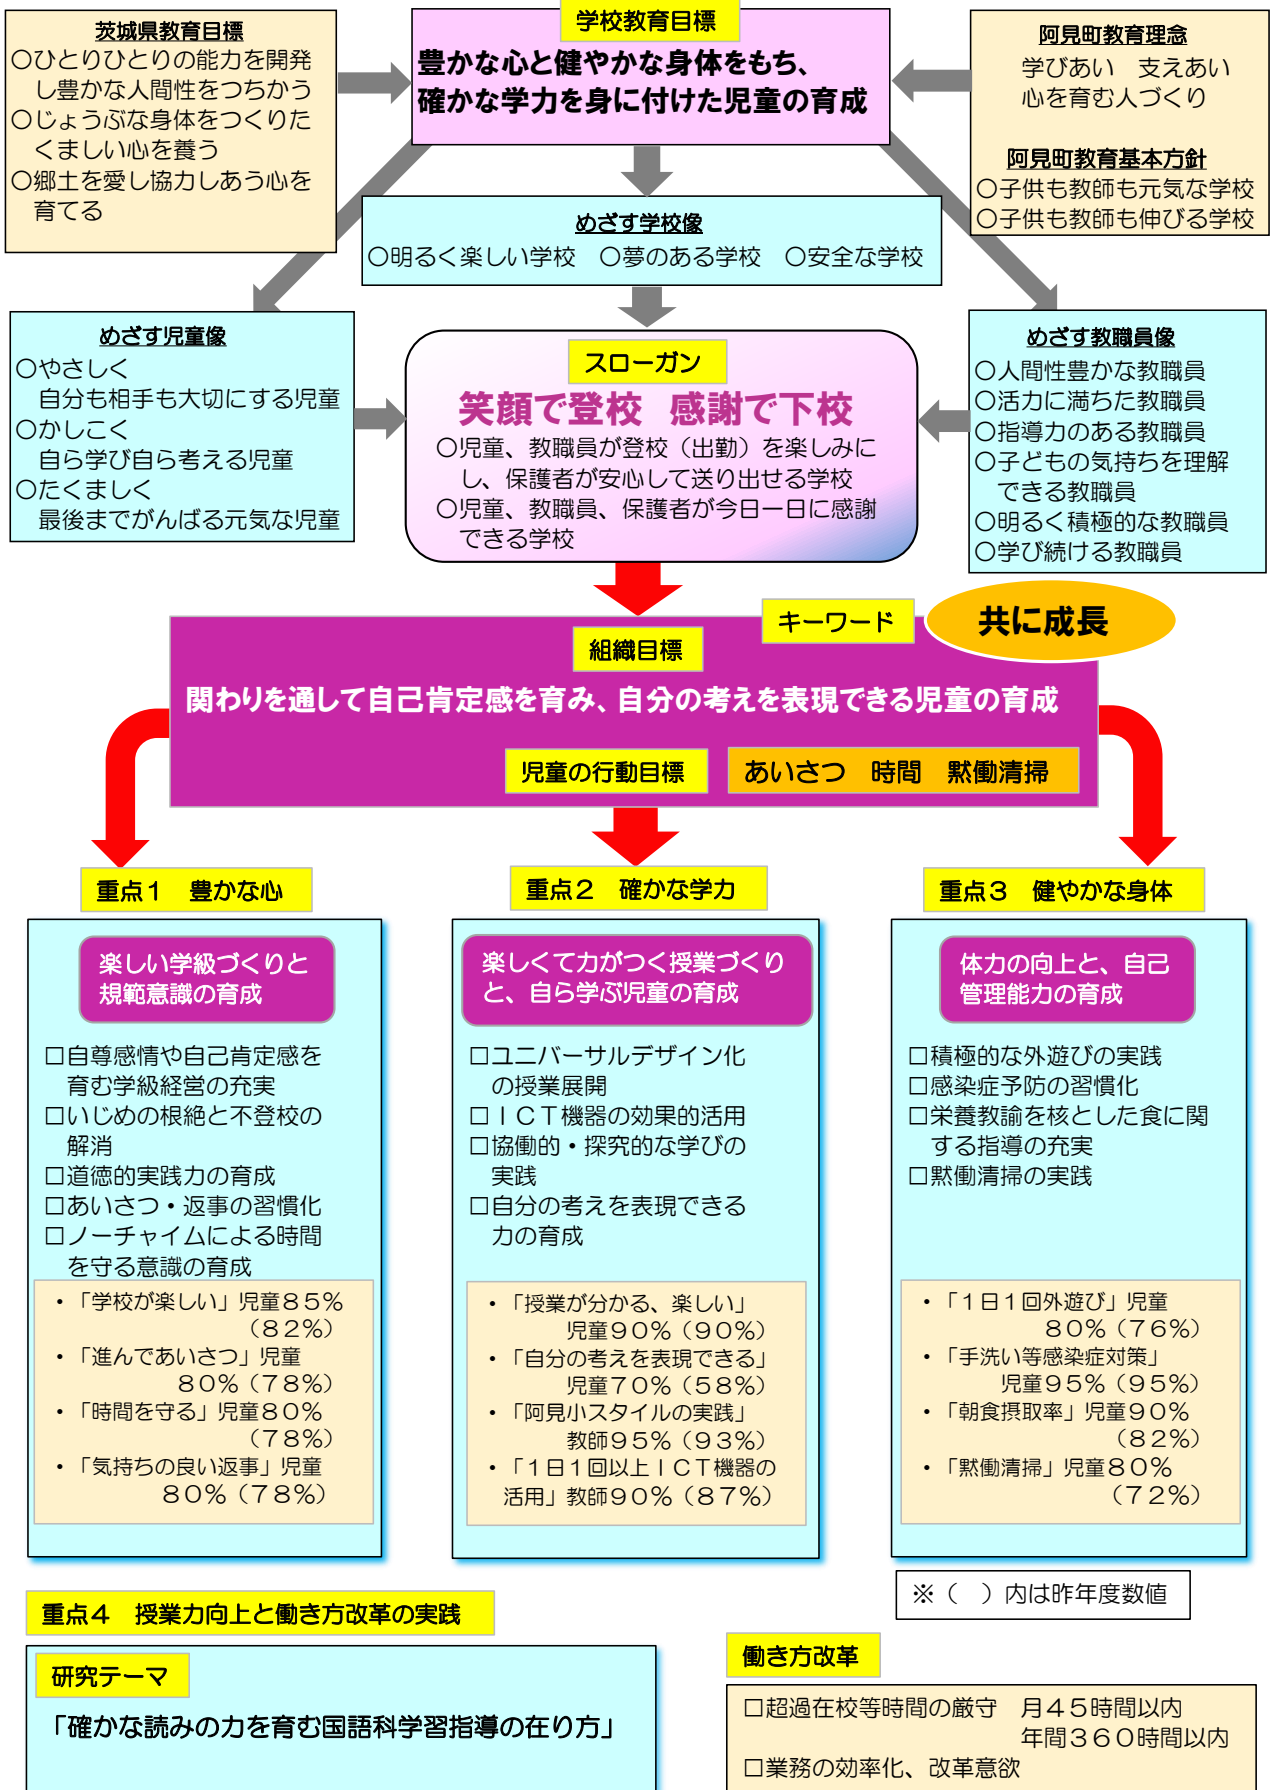 学校教育目標
豊かな心と健やかな身体をもち、
確かな学力を身に付けた児童の育成
茨城県教育目標
○ひとりひとりの能力を開発
し豊かな人間性をつちかう
○じょうぶな身体をつくりた
くましい心を養う
○郷土を愛し協力しあう心を
育てる
阿見町教育理念
学びあい　支えあい
心を育む人づくり
阿見町教育基本方針
○子供も教師も元気な学校
○子供も教師も伸びる学校
めざす学校像
○明るく楽しい学校　○夢のある学校　○安全な学校
めざす児童像
○やさしく
自分も相手も大切にする児童
○かしこく
自ら学び自ら考える児童
○たくましく
最後までがんばる元気な児童
スローガン
笑顔で登校　感謝で下校
○児童、教職員が登校（出勤）を楽しみに
し、保護者が安心して送り出せる学校
○児童、教職員、保護者が今日一日に感謝
できる学校
めざす教職員像
○人間性豊かな教職員
○活力に満ちた教職員
○指導力のある教職員
○子どもの気持ちを理解
できる教職員
○明るく積極的な教職員
○学び続ける教職員
キーワード
共に成長
組織目標
関わりを通して自己肯定感を育み、自分の考えを表現できる児童の育成
児童の行動目標
あいさつ　時間　黙働清掃
重点１　豊かな心
楽しい学級づくりと
規範意識の育成
□自尊感情や自己肯定感を
育む学級経営の充実
□いじめの根絶と不登校の
解消
□道徳的実践力の育成
□あいさつ・返事の習慣化
□ノーチャイムによる時間
を守る意識の育成
・「学校が楽しい」児童８５％
（８２％）
・「進んであいさつ」児童
８０％（７８％）
・「時間を守る」児童８０％
（７８％）
・「気持ちの良い返事」児童
８０％（７８％）
重点２　確かな学力
楽しくて力がつく授業づくり
と、自ら学ぶ児童の育成
□ユニバーサルデザイン化
の授業展開
□ＩＣＴ機器の効果的活用
□協働的・探究的な学びの
実践
□自分の考えを表現できる
力の育成
・「授業が分かる、楽しい」
児童９０％（９０％）
・「自分の考えを表現できる」
児童７０％（５８％）
・「阿見小スタイルの実践」
教師９５％（９３％）
・「１日１回以上ＩＣＴ機器の
活用」教師９０％（８７％）
重点３　健やかな身体
体力の向上と、自己
管理能力の育成
□積極的な外遊びの実践
□感染症予防の習慣化
□栄養教諭を核とした食に関
する指導の充実
□黙働清掃の実践
・「１日１回外遊び」児童
８０％（７６％）
・「手洗い等感染症対策」
児童９５％（９５％）
・「朝食摂取率」児童９０％
（８２％）
・「黙働清掃」児童８０％
（７２％）
※（　）内は昨年度数値
重点４　授業力向上と働き方改革の実践
研究テーマ
「確かな読みの力を育む国語科学習指導の在り方」
働き方改革
□超過在校等時間の厳守　月４５時間以内
年間３６０時間以内
□業務の効率化、改革意欲